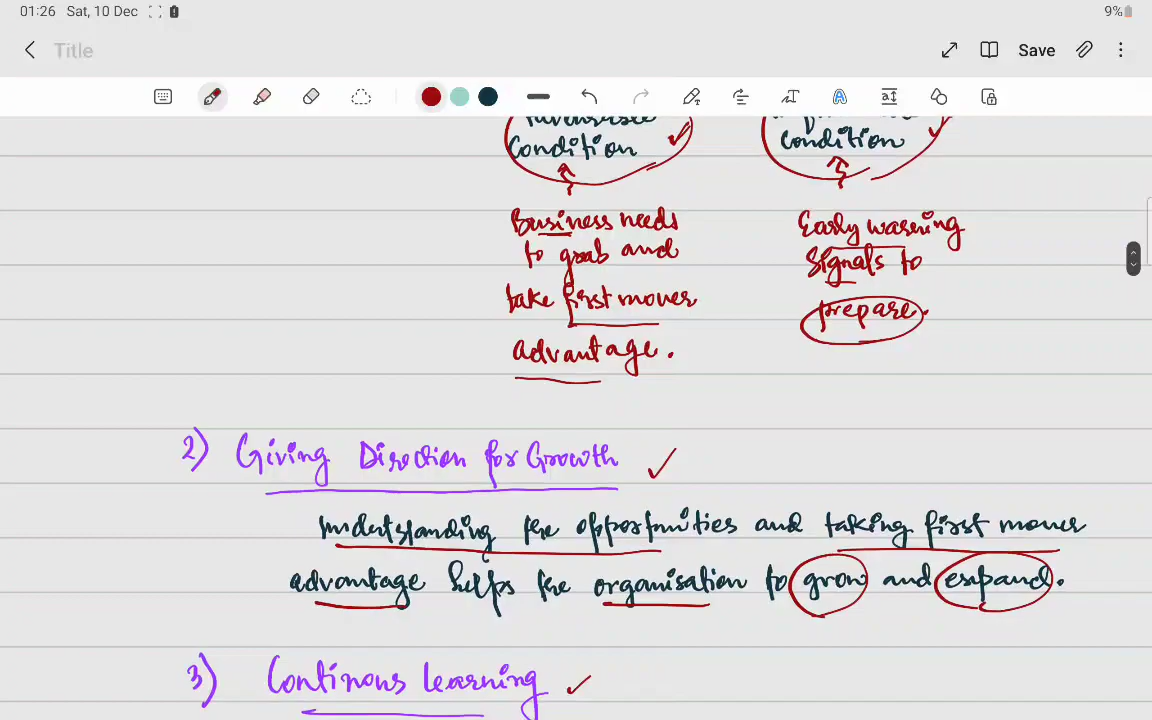 01:26 Sat, 10 Dec 9%
Title Save
Condition
Condition
Business needs
to grab and
take first mover
advantage.
Early warning
Signals to
prepare.
2) Giving Direction for Growth
Understanding the opportunities and taking first mover
advantage helps the organisation to grow and expand.
3) Continous learning